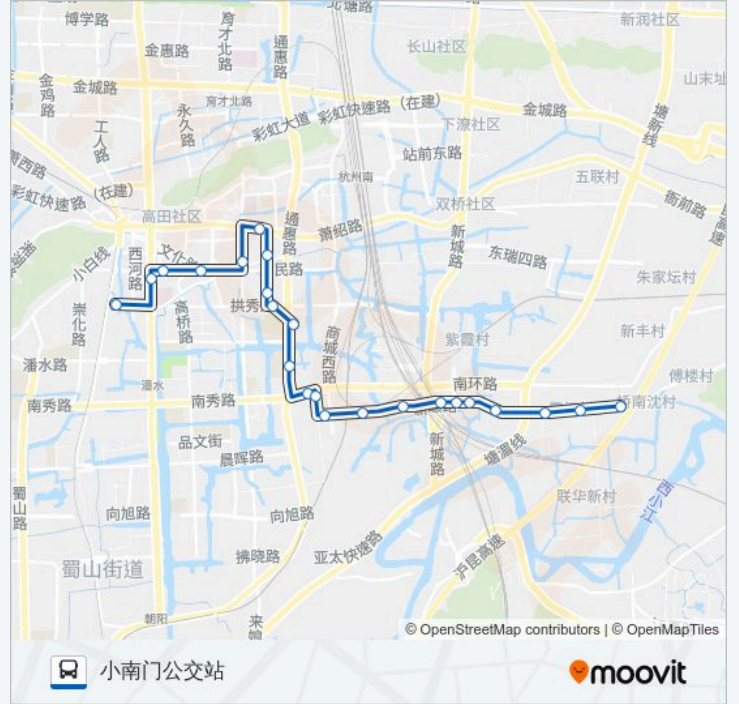 博学路
育才北路
通惠路
北塘路
新润社区
金惠路
长山社区
金鸡路
金城路
山末址
育才北路
永久路
彩虹大道
彩虹快速路（在建）
金城路
塘新线
工人路
下潦社区
站前东路
萧西路
杭州南
五联村
彩虹快速路（在建）
高田社区
双桥社区
衙前路
通惠路
萧绍路
新城路
小白线
西河路
文化路
民路
东瑞四路
朱家坛村
崇化路
高桥路
拱秀
商城西路
紫霞村
新丰村
潘水路
潘水
南环路
傅楼村
南秀路
南秀路
桥南沈村
品文街
晨晖路
新城路
塘湄线
蜀山路
向旭路
向旭路
联华新村
西小江
拂晓路
亚太快速路
沪昆高速
蜀山街道
朝阳
© OpenStreetMap contributors | © OpenMapTiles
小南门公交站
moovit